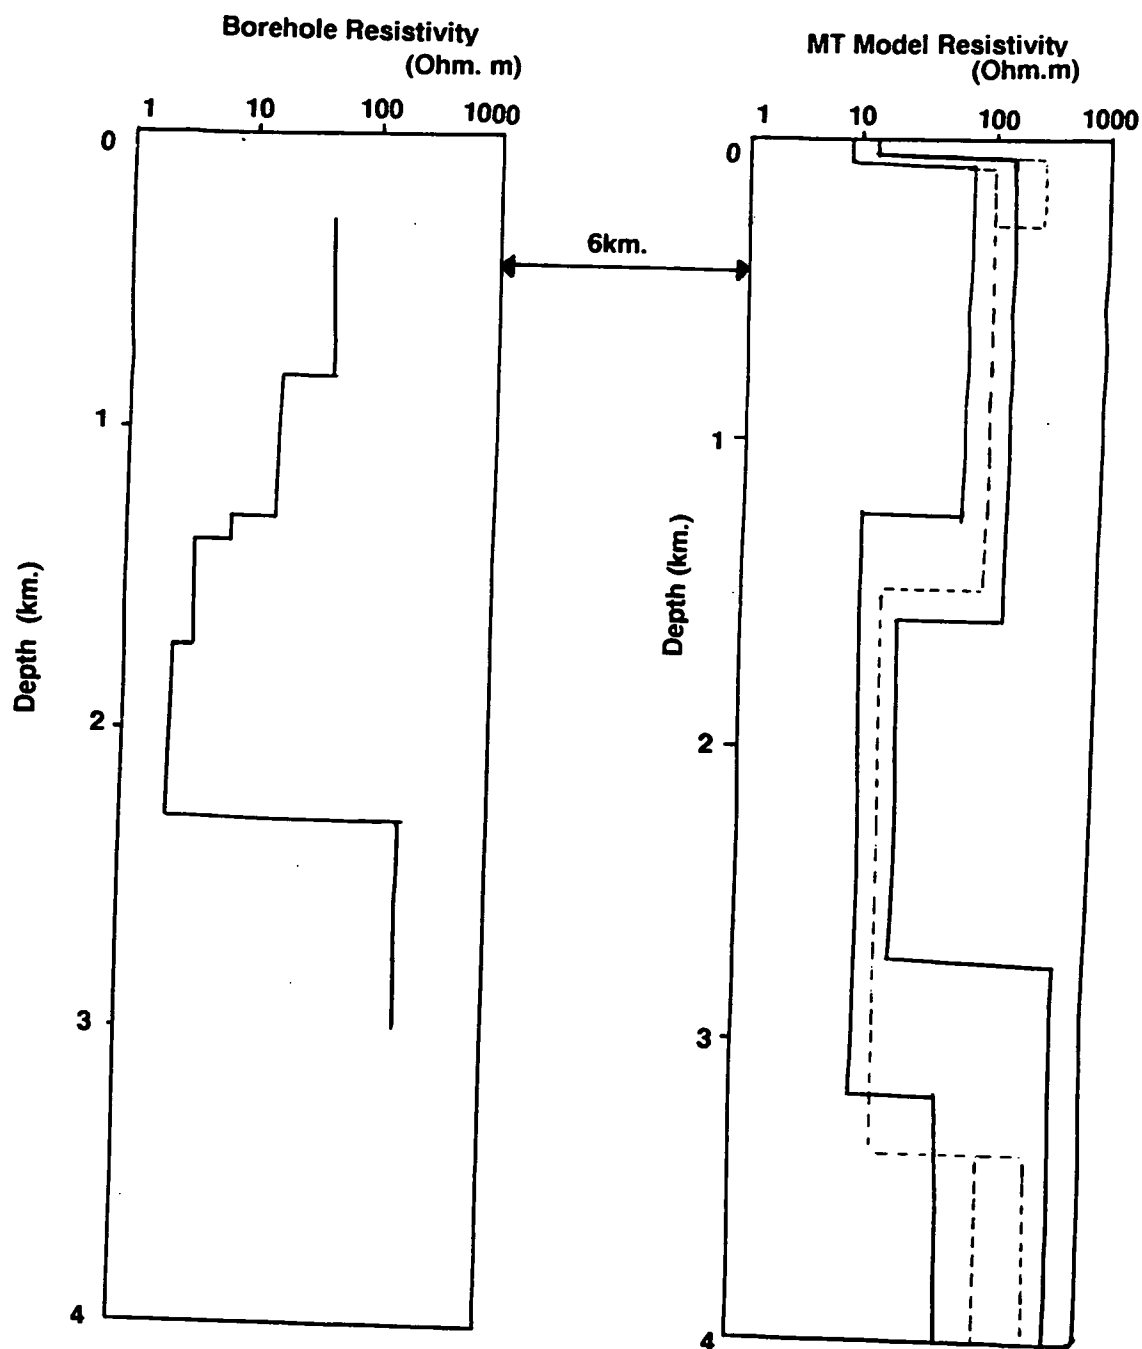 Borehole Resistivity
(Ohm. m)
1 10 100 1000
0
1
2
3
4
Depth (km.)
6km.
MT Model Resistivity
(Ohm.m)
1 10 100 1000
0
1
2
3
4
Depth (km.)